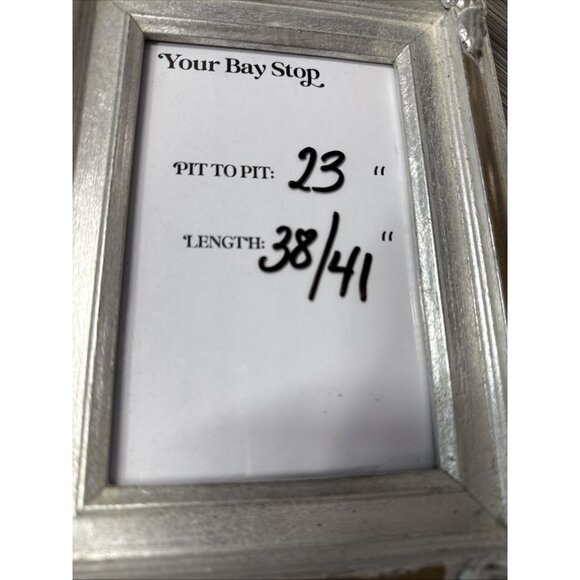 Your Bay Stop
PIT TO PIT: 23 "
LENGTH: 38/41 "